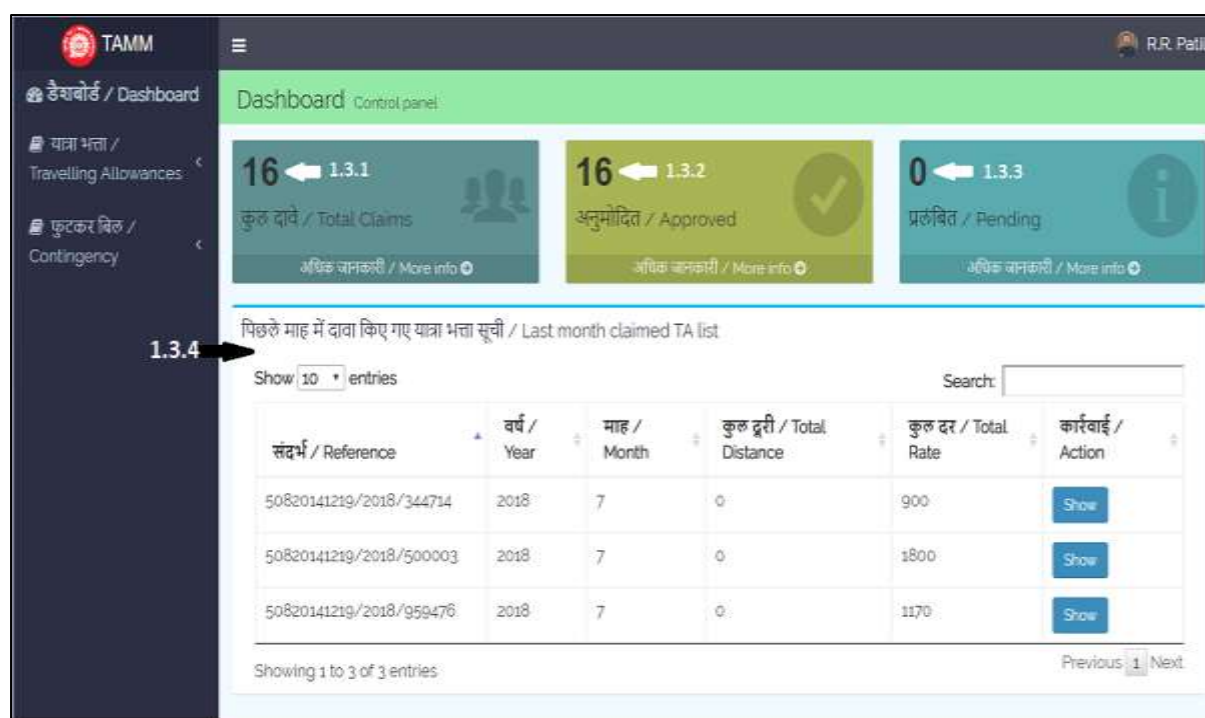 TAMM
R.R. Patil
डैशबोर्ड / Dashboard
Dashboard Control panel
यात्रा भत्ता /
Travelling Allowances
फुटकर बिल /
Contingency
16 1.3.1
कुल दावे / Total Claims
अधिक जानकारी / More info
16 1.3.2
अनुमोदित / Approved
अधिक जानकारी / More info
0 1.3.3
प्रलंबित / Pending
अधिक जानकारी / More info
पिछले माह में दावा किए गए यात्रा भत्ता सूची / Last month claimed TA list
1.3.4
Show 10 entries
Search:
संदर्भ / Reference
वर्ष /
Year
माह /
Month
कुल दूरी / Total
Distance
कुल दर / Total
Rate
कार्रवाई /
Action
50820141219/2018/344714 2018 7 0 900 Show
50820141219/2018/500003 2018 7 0 1800 Show
50820141219/2018/959476 2018 7 0 1170 Show
Showing 1 to 3 of 3 entries
Previous 1 Next